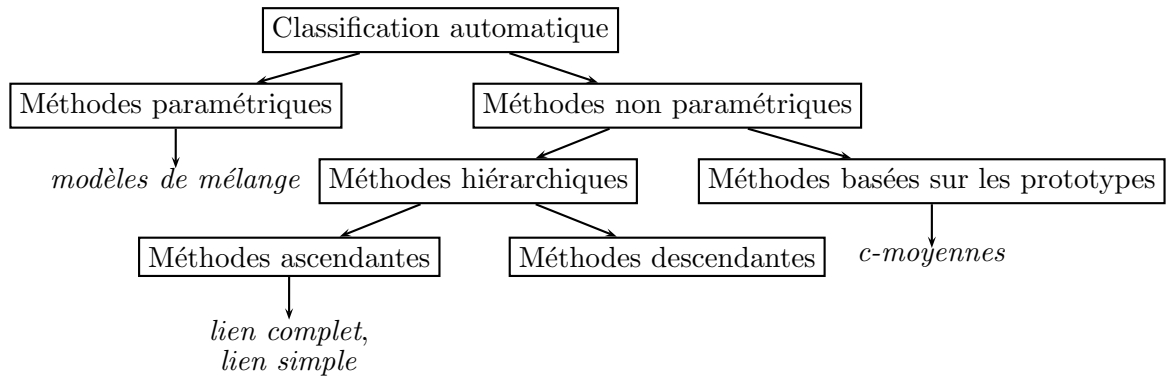 Classification automatique
Méthodes paramétriques
Méthodes non paramétriques
modèles de mélange
Méthodes hiérarchiques
Méthodes basées sur les prototypes
Méthodes ascendantes
Méthodes descendantes
c-moyennes
lien complet,
lien simple